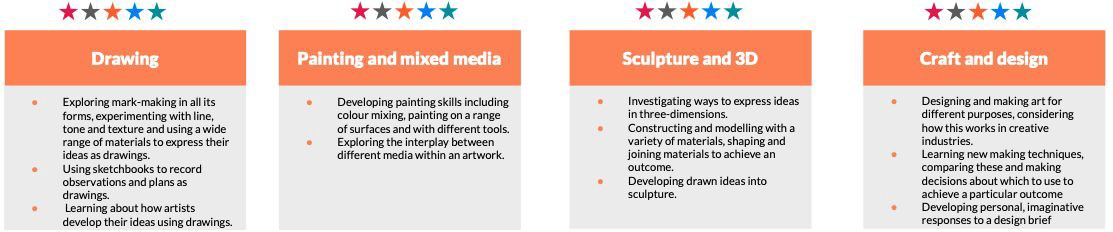 Drawing
• Exploring mark-making in all its
forms, experimenting with line,
tone and texture and using a wide
range of materials to express their
ideas as drawings.
• Using sketchbooks to record
observations and plans as
drawings.
• Learning about how artists
develop their ideas using drawings.
Painting and mixed media
• Developing painting skills including
colour mixing, painting on a range
of surfaces and with different tools.
• Exploring the interplay between
different media within an artwork.
Sculpture and 3D
• Investigating ways to express ideas
in three-dimensions.
• Constructing and modelling with a
variety of materials, shaping and
joining materials to achieve an
outcome.
• Developing drawn ideas into
sculpture.
Craft and design
• Designing and making art for
different purposes, considering
how this works in creative
industries.
• Learning new making techniques,
comparing these and making
decisions about which to use to
achieve a particular outcome
• Developing personal, imaginative
responses to a design brief